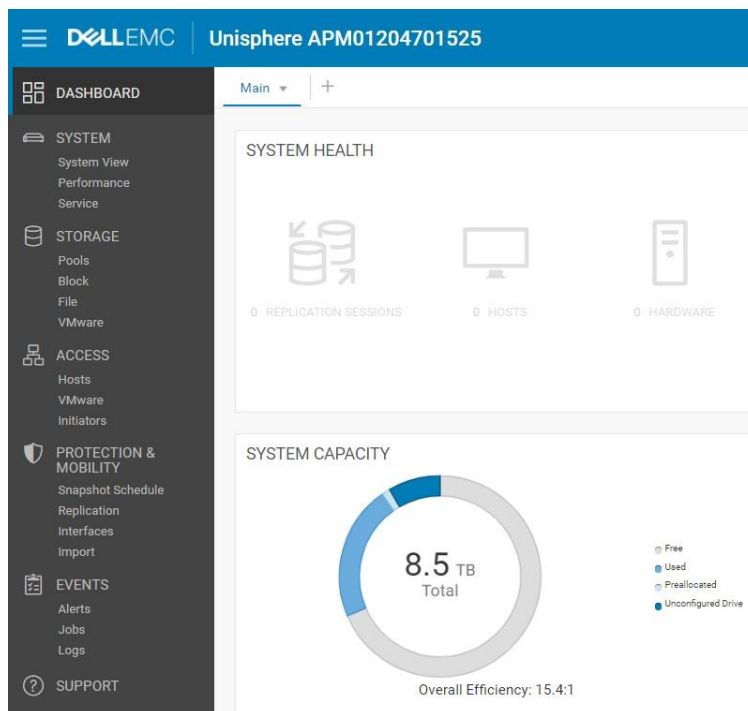 DELLEMC Unisphere APM01204701525
DASHBOARD
SYSTEM
System View
Performance
Service
STORAGE
Pools
Block
File
VMware
ACCESS
Hosts
VMware
Initiators
PROTECTION &
MOBILITY
Snapshot Schedule
Replication
Interfaces
Import
EVENTS
Alerts
Jobs
Logs
SUPPORT
Main
SYSTEM HEALTH
0 REPLICATION SESSIONS
0 HOSTS
0 HARDWARE
SYSTEM CAPACITY
8.5 TB
Total
Free
Used
Preallocated
Unconfigured Drive
Overall Efficiency: 15.4:1